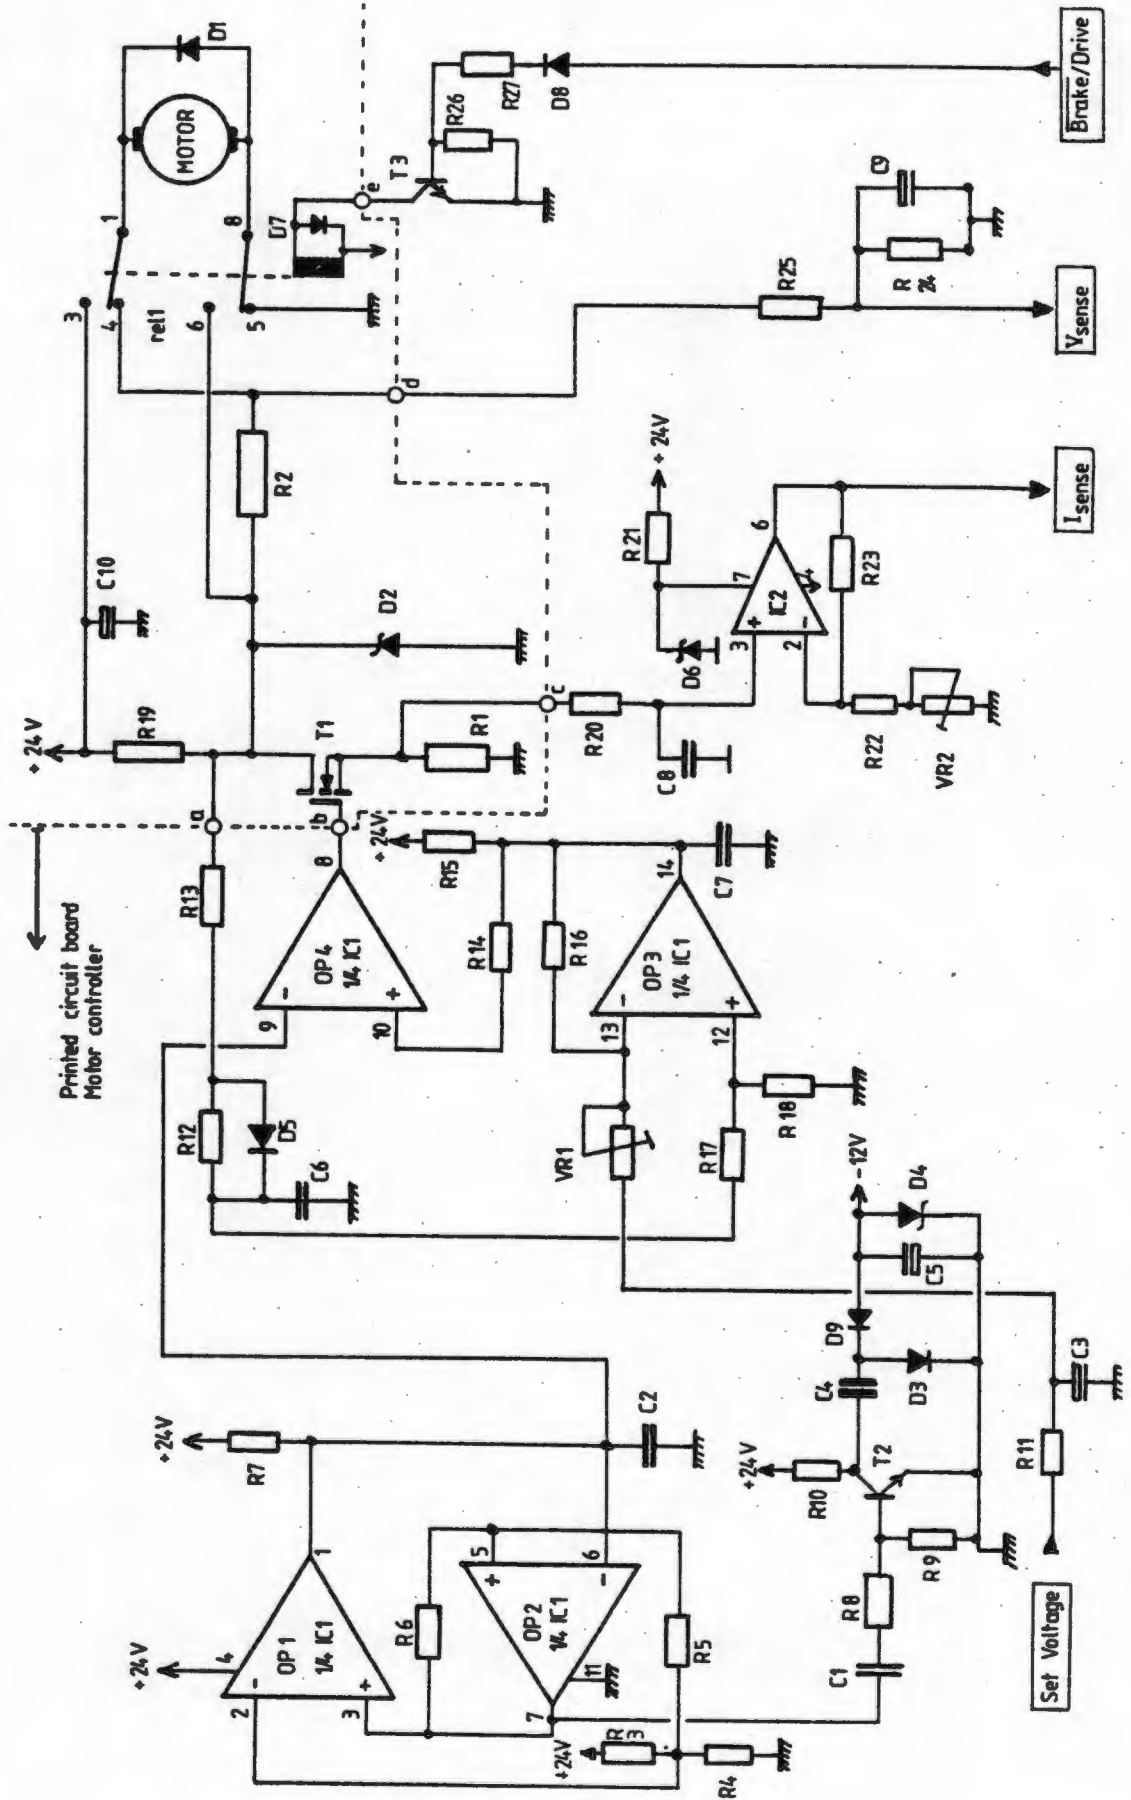 Printed circuit board
Motor controller
+24V
R19
C10
3
4
rel1
6
5
1
8
MOTOR
D1
D7
e
T3
R26
R27
D8
Brake/Drive
a
R13
b
T1
R1
c
D2
R2
d
R25
R 24
C9
Vsense
R12
D5
C6
9
10
8
OP4
1/4 IC1
-
+
+24V
R15
R14
R16
OP3
1/4 IC1
-
+
13
12
14
C7
R20
C8
D6
R21
+24V
3
2
+
-
IC2
7
4
6
R23
R22
VR2
Isense
VR1
R17
R18
-12V
D4
C5
D9
D3
C4
+24V
R7
C2
+24V
4
2
3
1
OP1
1/4 IC1
-
+
R6
5
6
7
11
+
-
OP2
1/4 IC1
R5
+24V
R 3
R4
C1
R8
R9
R10
+24V
T2
R11
C3
Set Voltage